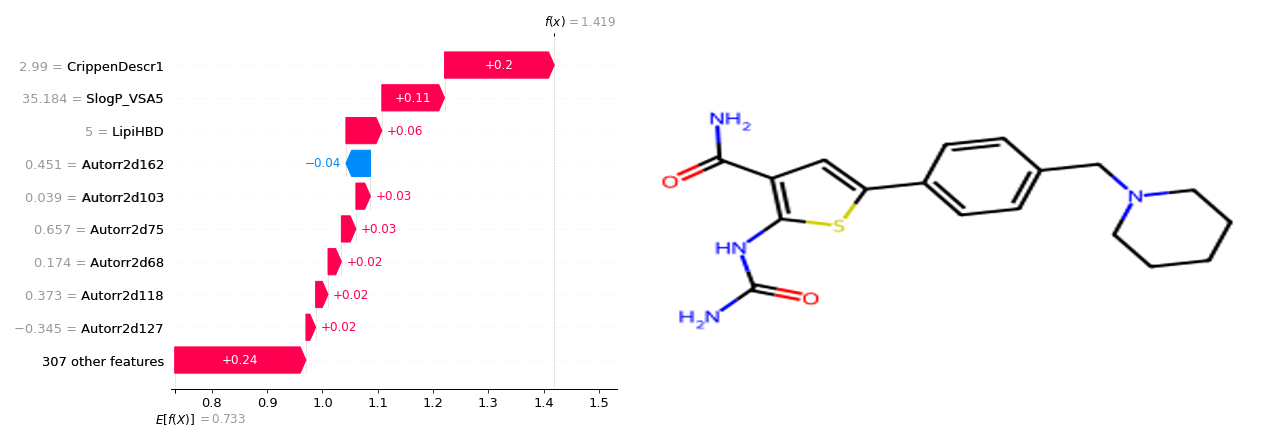 f(x) = 1.419
2.99 = CrippenDescr1
+0.2
35.184 = SlogP_VSA5
+0.11
5 = LipiHBD
+0.06
0.451 = Autorr2d162
−0.04
0.039 = Autorr2d103
+0.03
0.657 = Autorr2d75
+0.03
0.174 = Autorr2d68
+0.02
0.373 = Autorr2d118
+0.02
−0.345 = Autorr2d127
+0.02
307 other features
+0.24
0.8 0.9 1.0 1.1 1.2 1.3 1.4 1.5
E[f(X)] = 0.733
NH₂
O
S
N
HN
O
H₂N